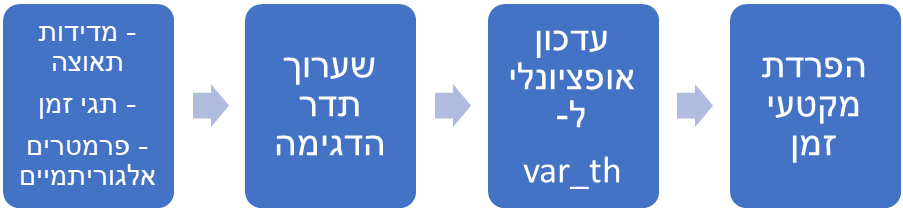 - מדידות
תאוצה
- תגי זמן
- פרמטרים
אלגוריתמיים
שערוך
תדר
הדגימה
עדכון
אופציונלי
ל-
var_th
הפרדת
מקטעי
זמן